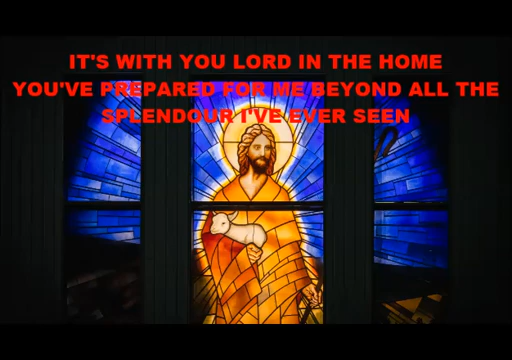 IT'S WITH YOU LORD IN THE HOME
YOU'VE PREPARED FOR ME BEYOND ALL THE
SPLENDOUR I'VE EVER SEEN